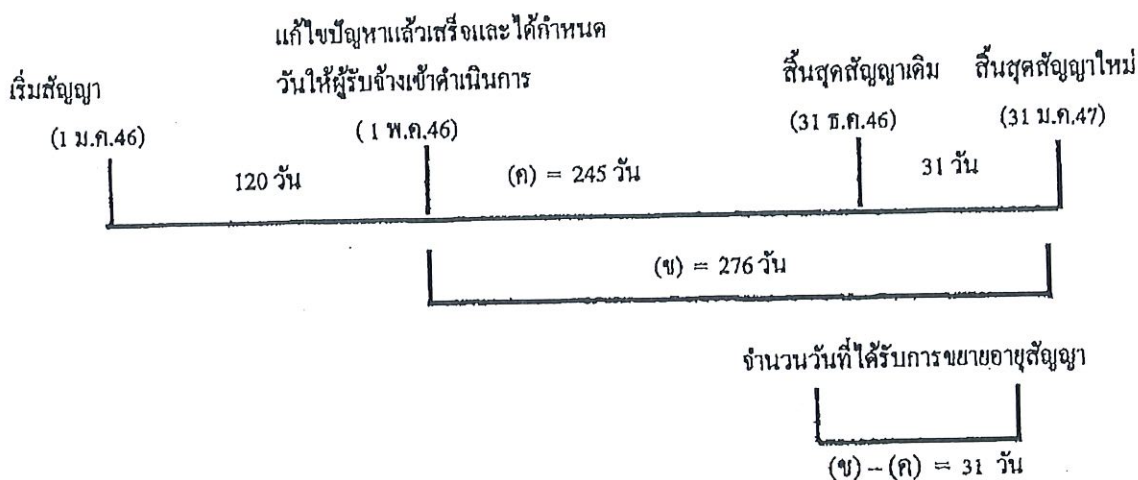 แก้ไขปัญหาแล้วเสร็จและได้กำหนด
วันให้ผู้รับจ้างเข้าดำเนินการ
เริ่มสัญญา
สิ้นสุดสัญญาเดิม สิ้นสุดสัญญาใหม่
(1 ม.ค.46) (1 พ.ค.46) (31 ธ.ค.46) (31 ม.ค.47)
120 วัน (ค) = 245 วัน 31 วัน
(ข) = 276 วัน
จำนวนวันที่ได้รับการขยายอายุสัญญา
(ข) – (ค) = 31 วัน